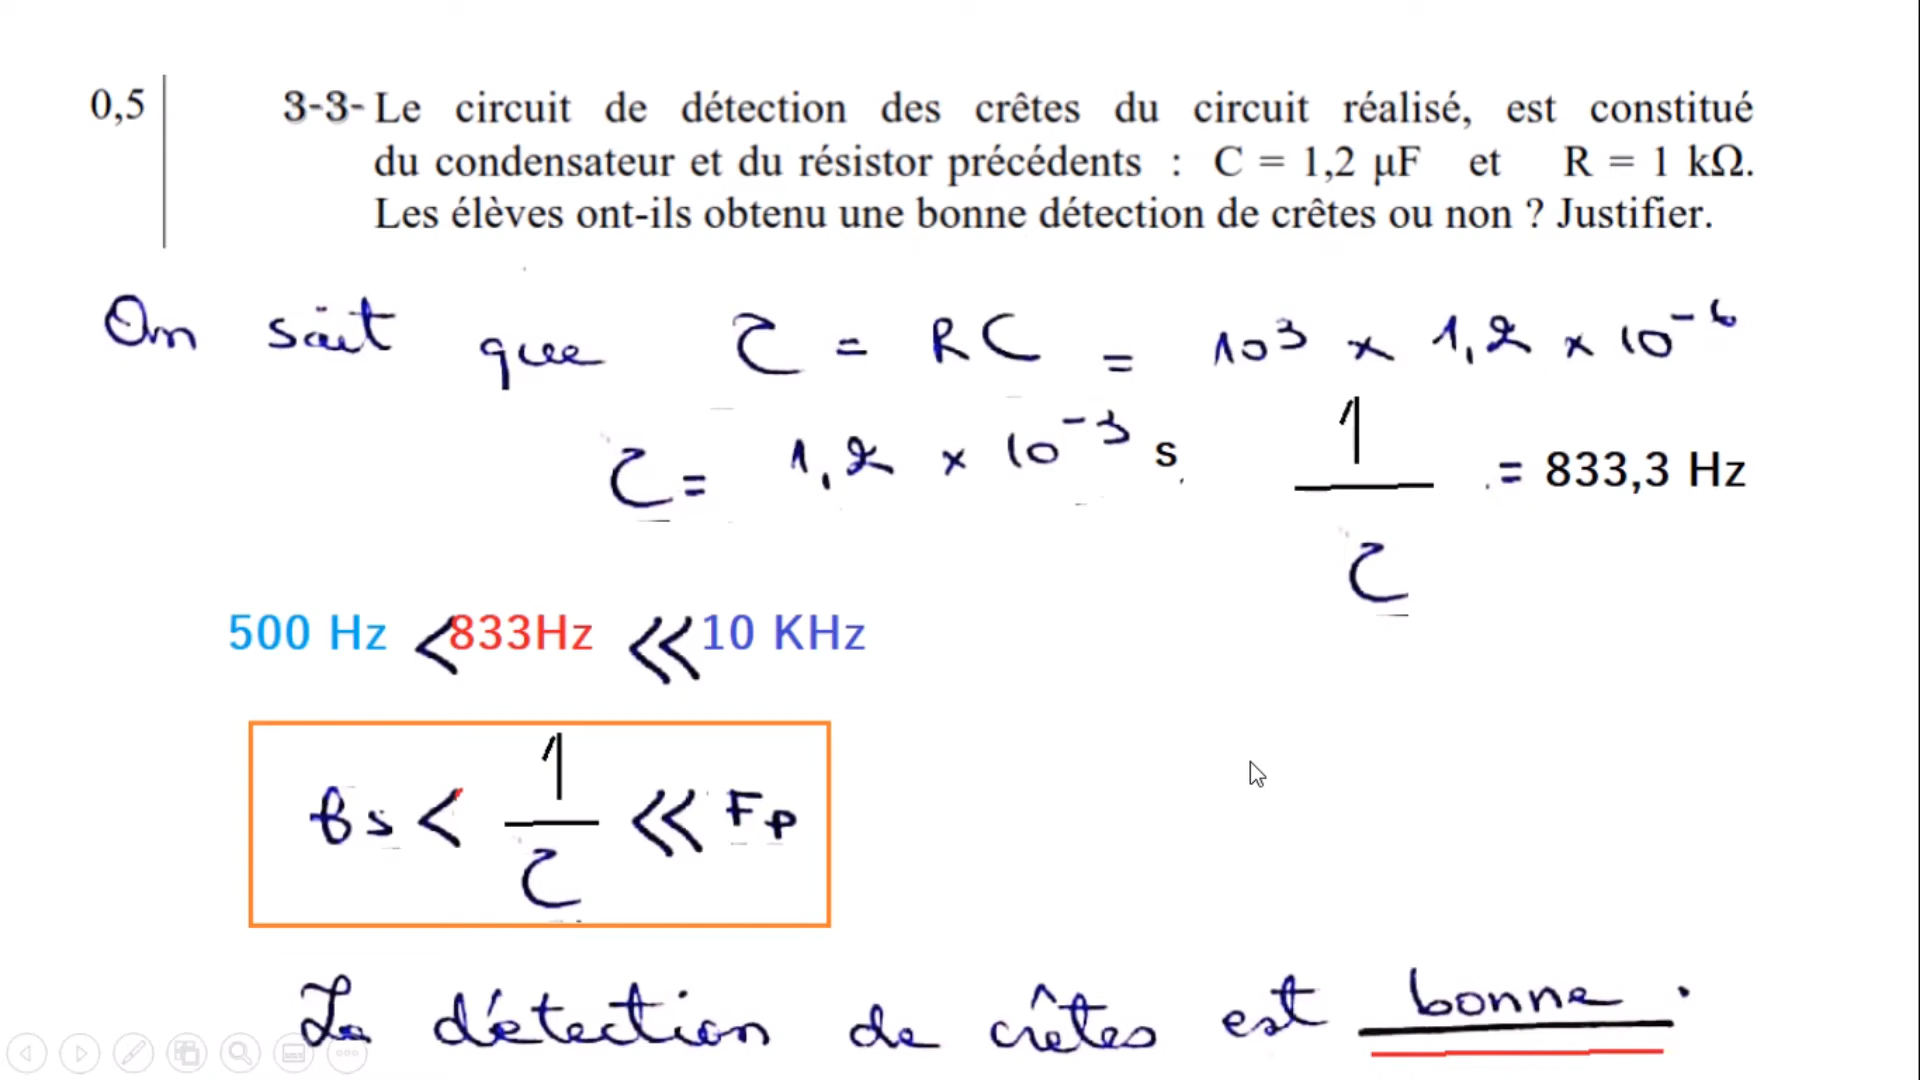 0,5
3-3- Le circuit de détection des crêtes du circuit réalisé, est constitué
du condensateur et du résistor précédents : C = 1,2 µF et R = 1 kΩ.
Les élèves ont-ils obtenu une bonne détection de crêtes ou non ? Justifier.
On sait que τ = RC = 10³ × 1,2 × 10⁻⁶
τ = 1,2 × 10⁻³ s
1/τ = 833,3 Hz
500 Hz < 833Hz << 10 KHz
fs < 1/τ << Fp
La détection de crêtes est bonne.